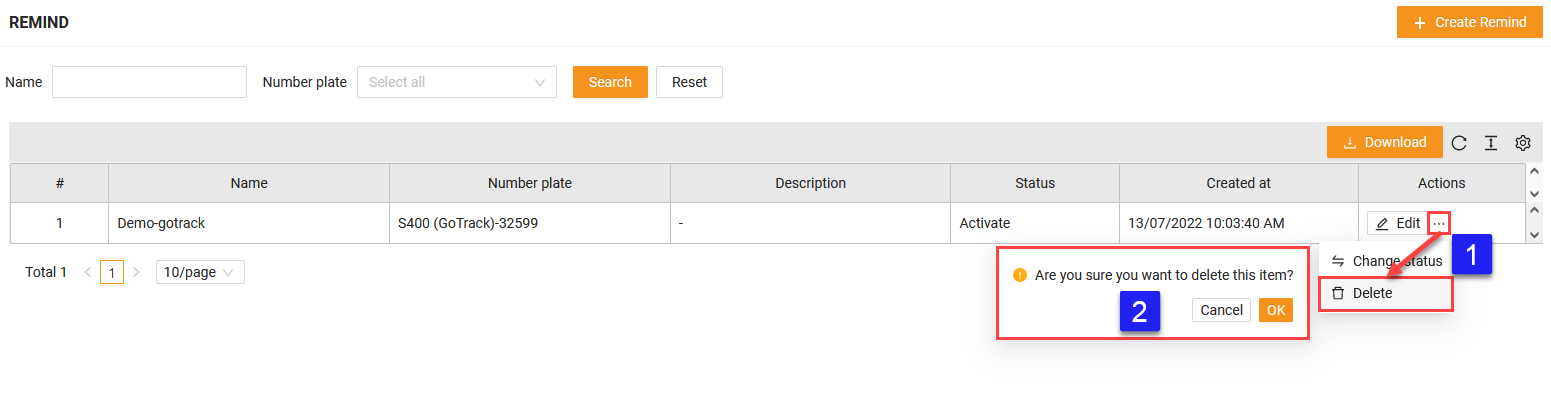 REMIND
Create Remind
Name Number plate Select all Search Reset
Download
# Name Number plate Description Status Created at Actions
1 Demo-gotrack S400 (GoTrack)-32599 - Activate 13/07/2022 10:03:40 AM Edit ...
Total 1 < 1 > 10/page
Change status 1
Are you sure you want to delete this item?
Delete
2 Cancel OK